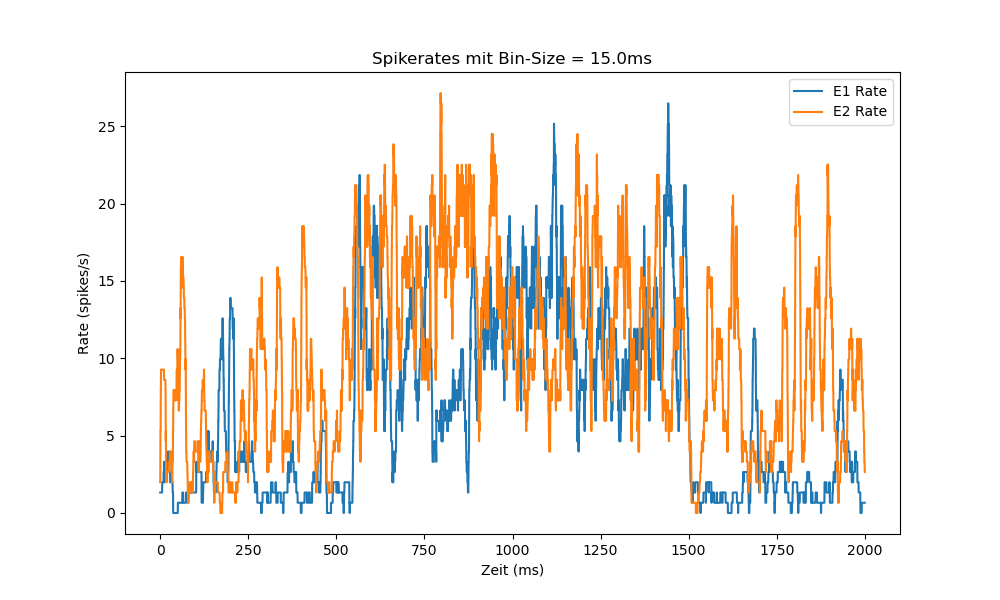 Spikerates mit Bin-Size = 15.0ms
E1 Rate
E2 Rate
Rate (spikes/s)
25
20
15
10
5
0
0 250 500 750 1000 1250 1500 1750 2000
Zeit (ms)